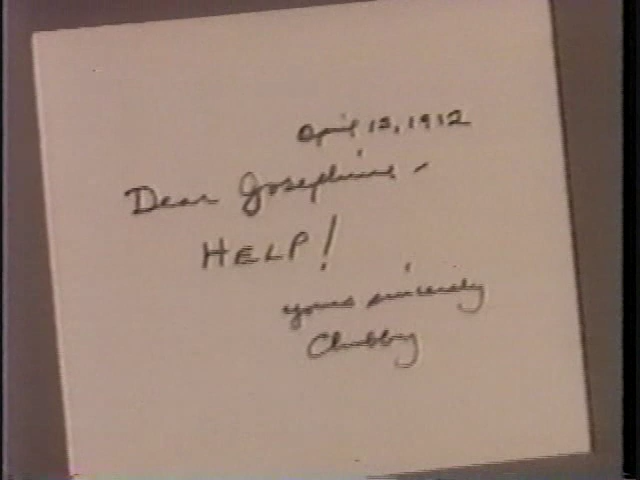 April 12, 1912
Dear Josephine -
HELP!
yours sincerely
Chubby